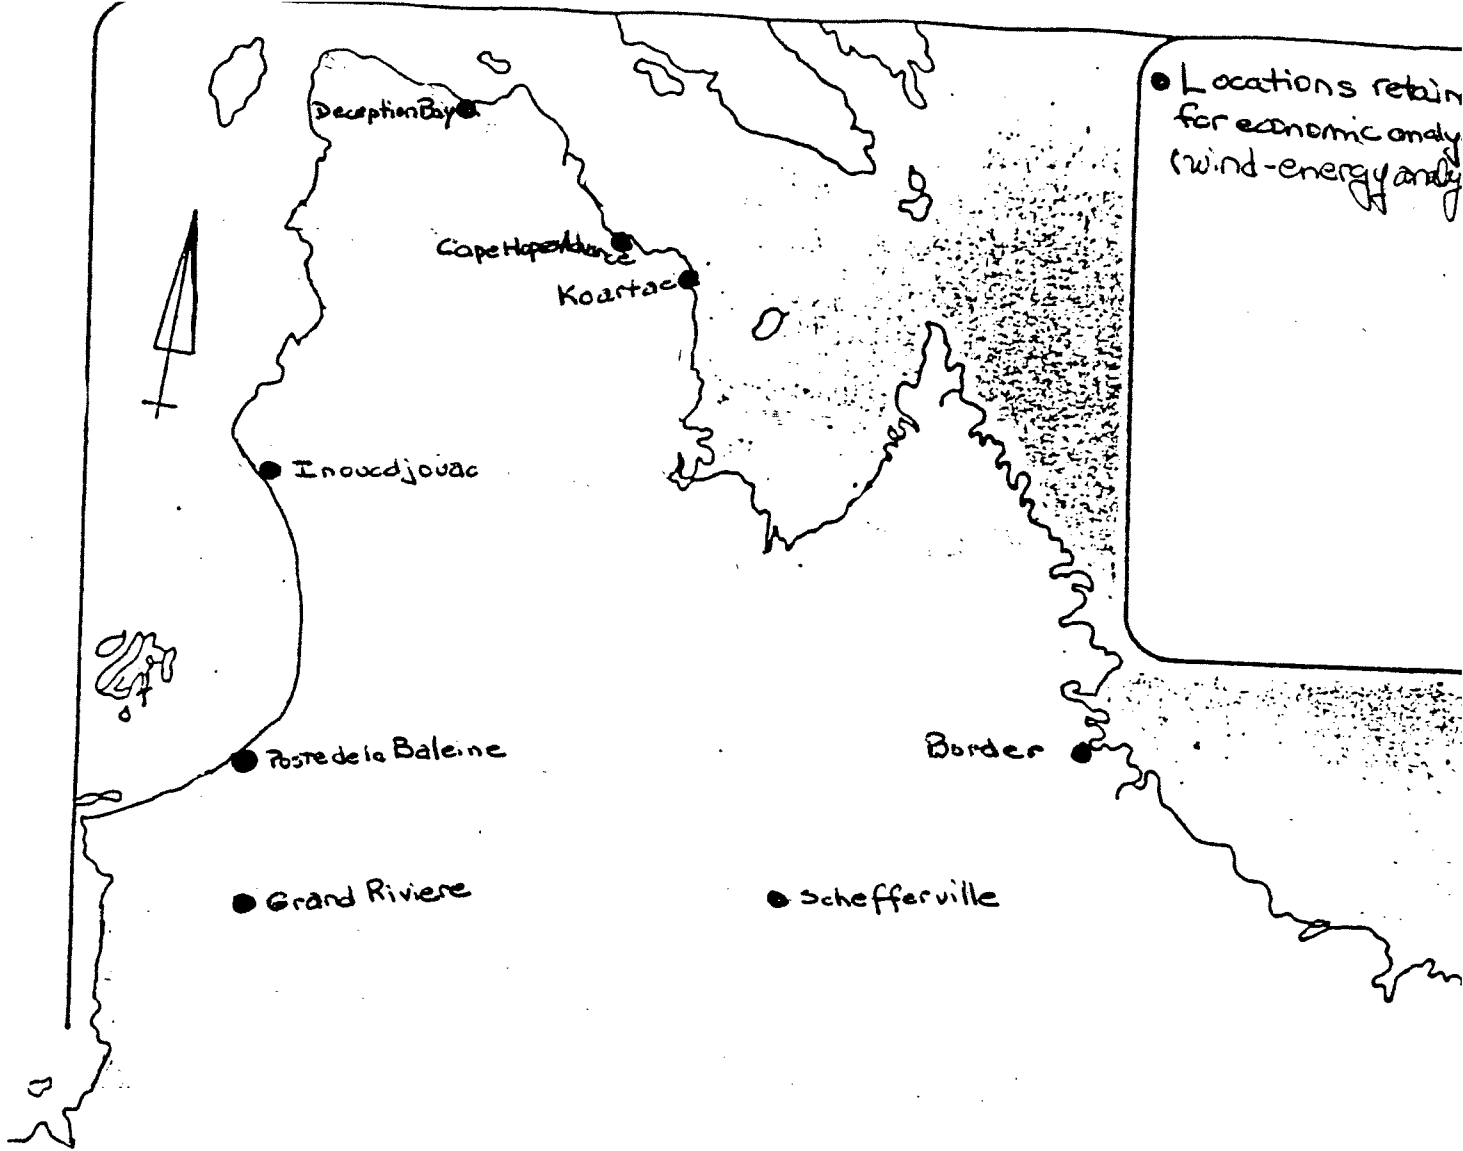 ● Locations retain
for economic analy
(wind-energy analy
Deception Bay
Cape Hopes Advance
Koartac
Inoucdjouac
Poste de la Baleine
Border
Grand Riviere
Schefferville